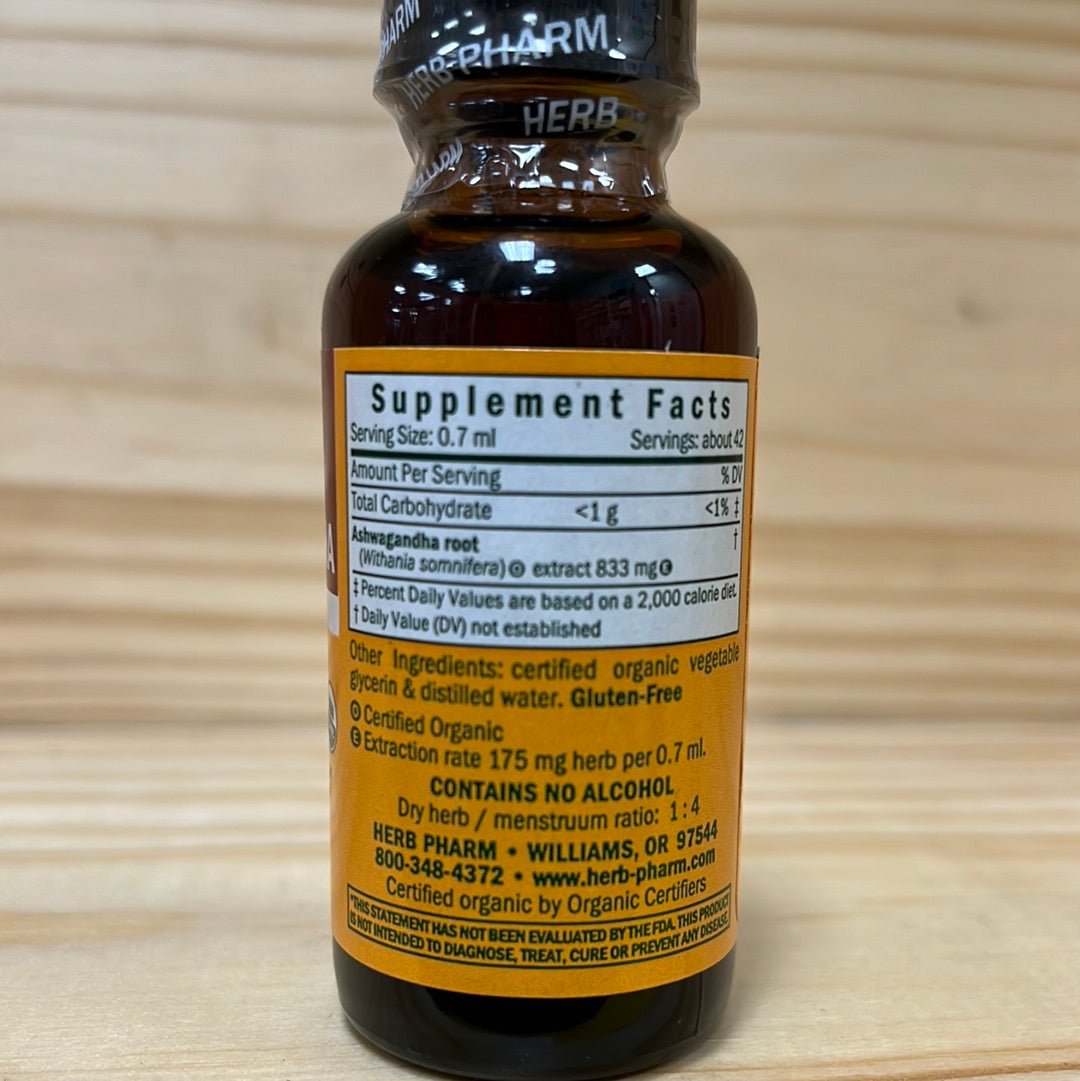 PHARM
HERB PHARM
HERB
PHARM
Supplement Facts
Serving Size: 0.7 ml Servings: about 42
Amount Per Serving % DV
Total Carbohydrate <1 g <1% ‡
Ashwagandha root †
(Withania somnifera) Ⓞ extract 833 mg Ⓔ
‡ Percent Daily Values are based on a 2,000 calorie diet.
† Daily Value (DV) not established
Other Ingredients: certified organic vegetable
glycerin & distilled water. Gluten-Free
Ⓞ Certified Organic
Ⓔ Extraction rate 175 mg herb per 0.7 ml.
CONTAINS NO ALCOHOL
Dry herb / menstruum ratio: 1:4
HERB PHARM • WILLIAMS, OR 97544
800-348-4372 • www.herb-pharm.com
Certified organic by Organic Certifiers
*THIS STATEMENT HAS NOT BEEN EVALUATED BY THE FDA. THIS PRODUCT
IS NOT INTENDED TO DIAGNOSE, TREAT, CURE OR PREVENT ANY DISEASE.
A